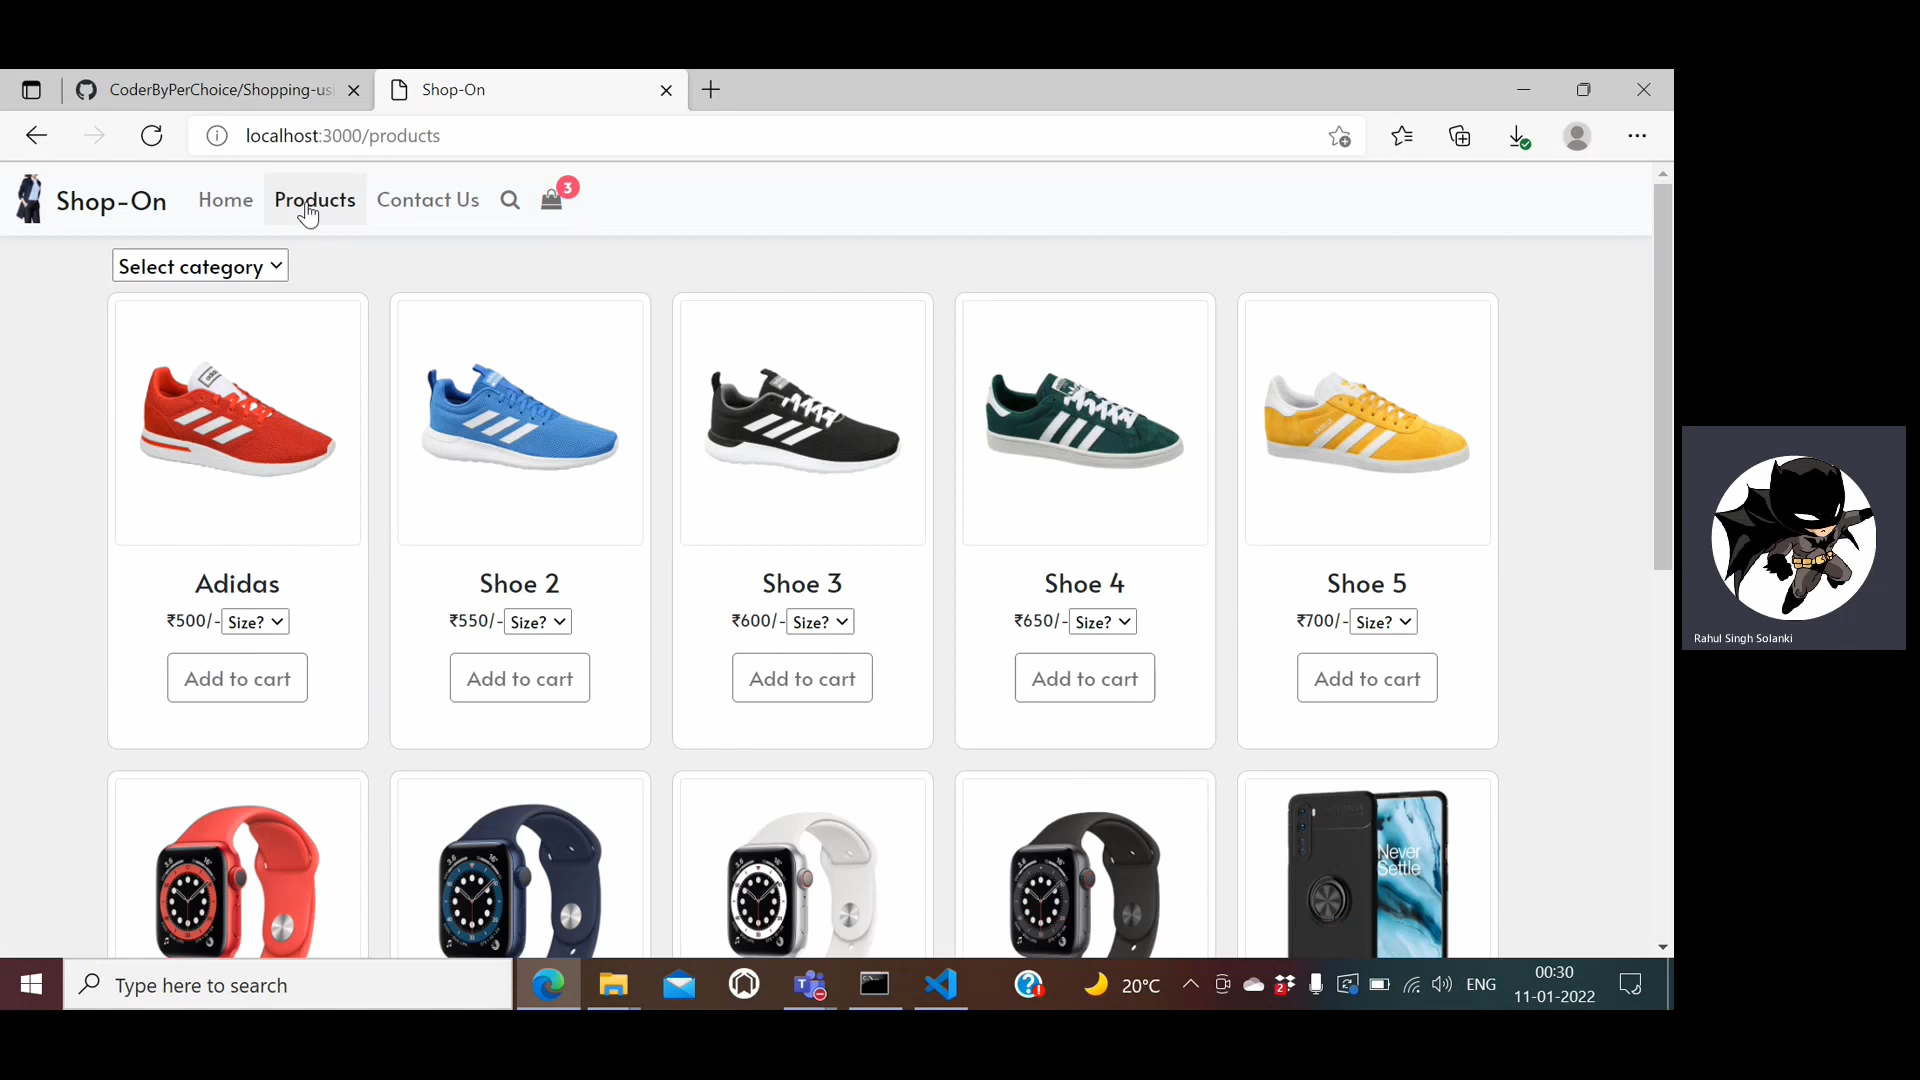 CoderByPerChoice/Shopping-usi
Shop-On
localhost:3000/products
Shop-On Home Products Contact Us 3
Select category
Adidas Shoe 2 Shoe 3 Shoe 4 Shoe 5
₹500/- Size? ₹550/- Size? ₹600/- Size? ₹650/- Size? ₹700/- Size?
Add to cart Add to cart Add to cart Add to cart Add to cart
Never
Settle
Rahul Singh Solanki
Type here to search
20°C
ENG
00:30
11-01-2022